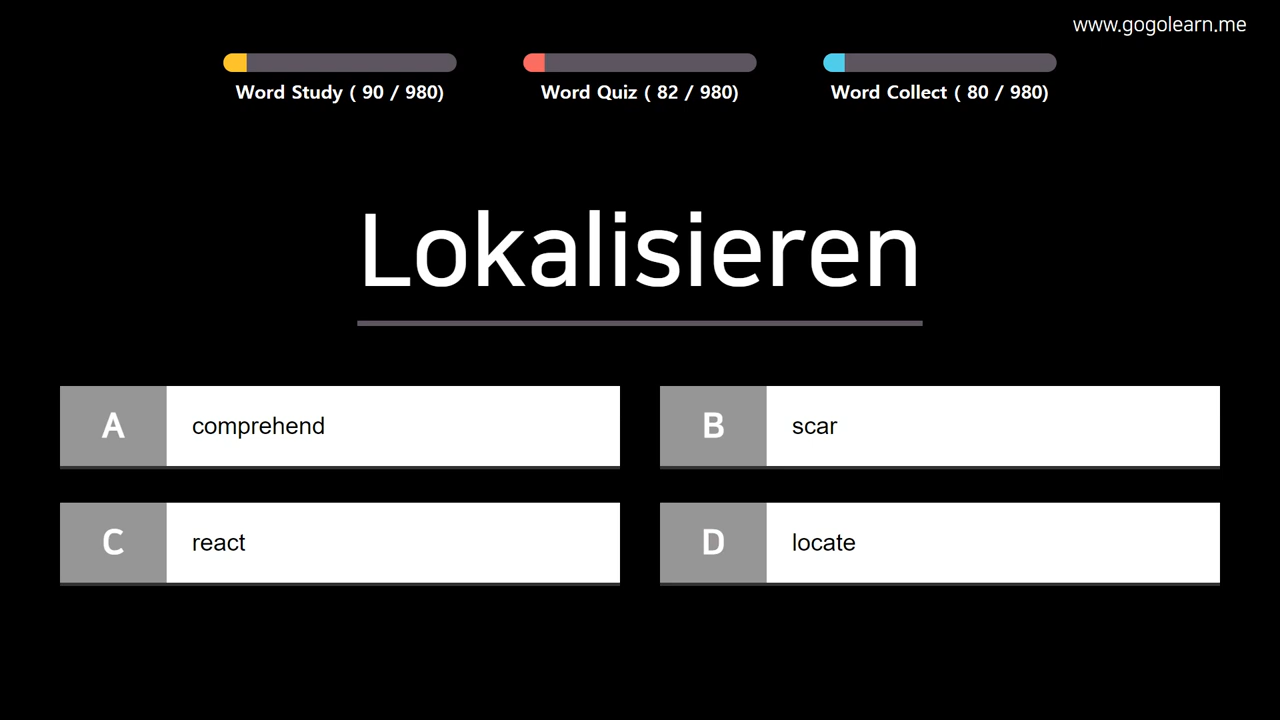 www.gogolearn.me
Word Study ( 90 / 980)
Word Quiz ( 82 / 980)
Word Collect ( 80 / 980)
Lokalisieren
A comprehend
B scar
C react
D locate